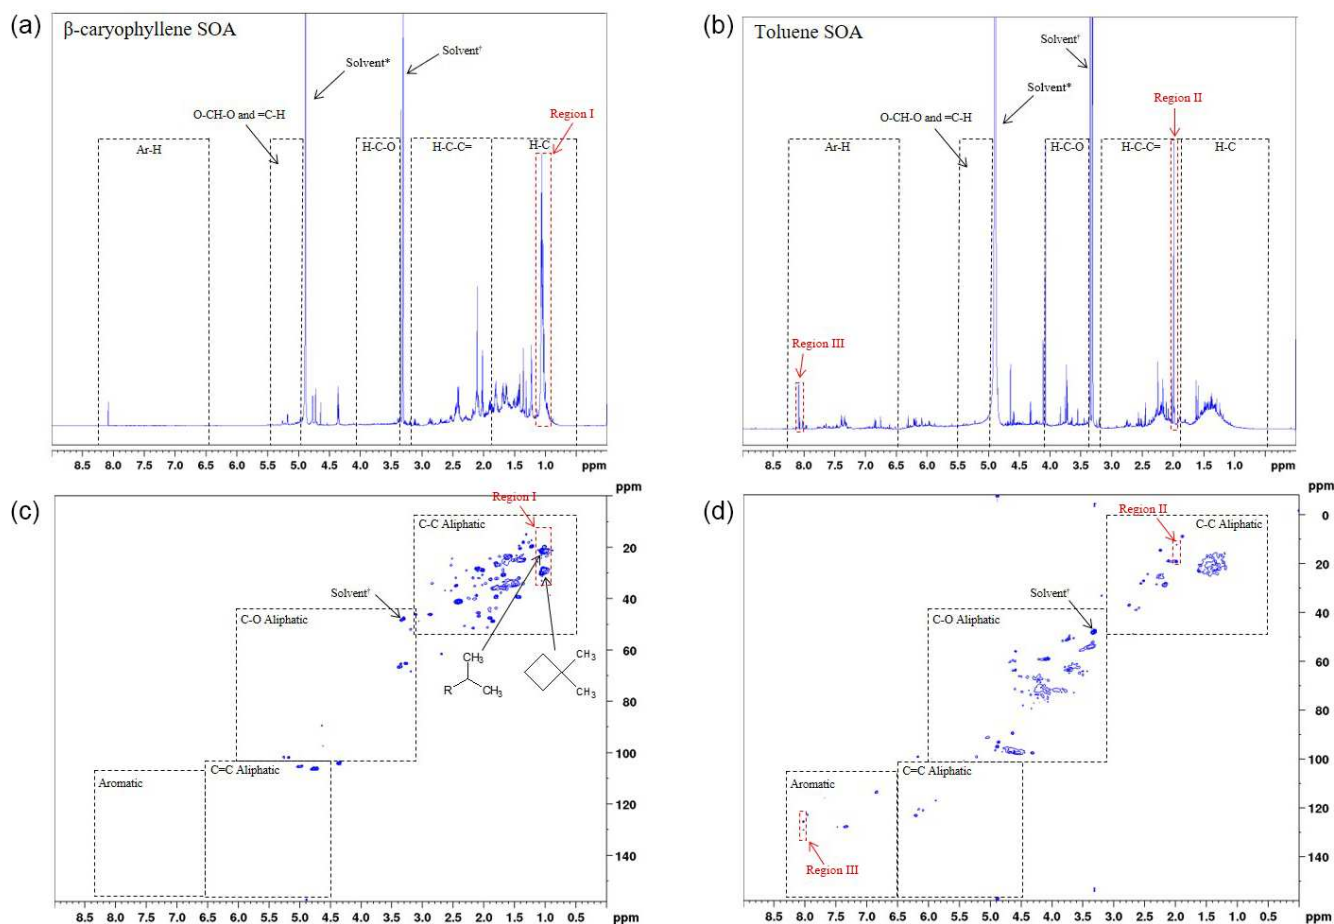 (a)
β-caryophyllene SOA
Solvent*
Solvent†
O-CH-O and =C-H
Region I
Ar-H
H-C-O
H-C-C=
H-C
8.5 8.0 7.5 7.0 6.5 6.0 5.5 5.0 4.5 4.0 3.5 3.0 2.5 2.0 1.5 1.0 ppm
(b)
Toluene SOA
Solvent†
Solvent*
Region II
O-CH-O and =C-H
Ar-H
H-C-O
H-C-C=
H-C
Region III
8.5 8.0 7.5 7.0 6.5 6.0 5.5 5.0 4.5 4.0 3.5 3.0 2.5 2.0 1.5 1.0 ppm
(c)
ppm
Region I
C-C Aliphatic
20
Solvent†
40
C-O Aliphatic
60
CH3
CH3
R
CH3
CH3
80
100
C=C Aliphatic
Aromatic
120
140
9.0 8.5 8.0 7.5 7.0 6.5 6.0 5.5 5.0 4.5 4.0 3.5 3.0 2.5 2.0 1.5 1.0 0.5 ppm
(d)
ppm
0
Region II
C-C Aliphatic
20
Solvent†
40
C-O Aliphatic
60
80
100
C=C Aliphatic
Aromatic
120
Region III
140
9.0 8.5 8.0 7.5 7.0 6.5 6.0 5.5 5.0 4.5 4.0 3.5 3.0 2.5 2.0 1.5 1.0 0.5 ppm